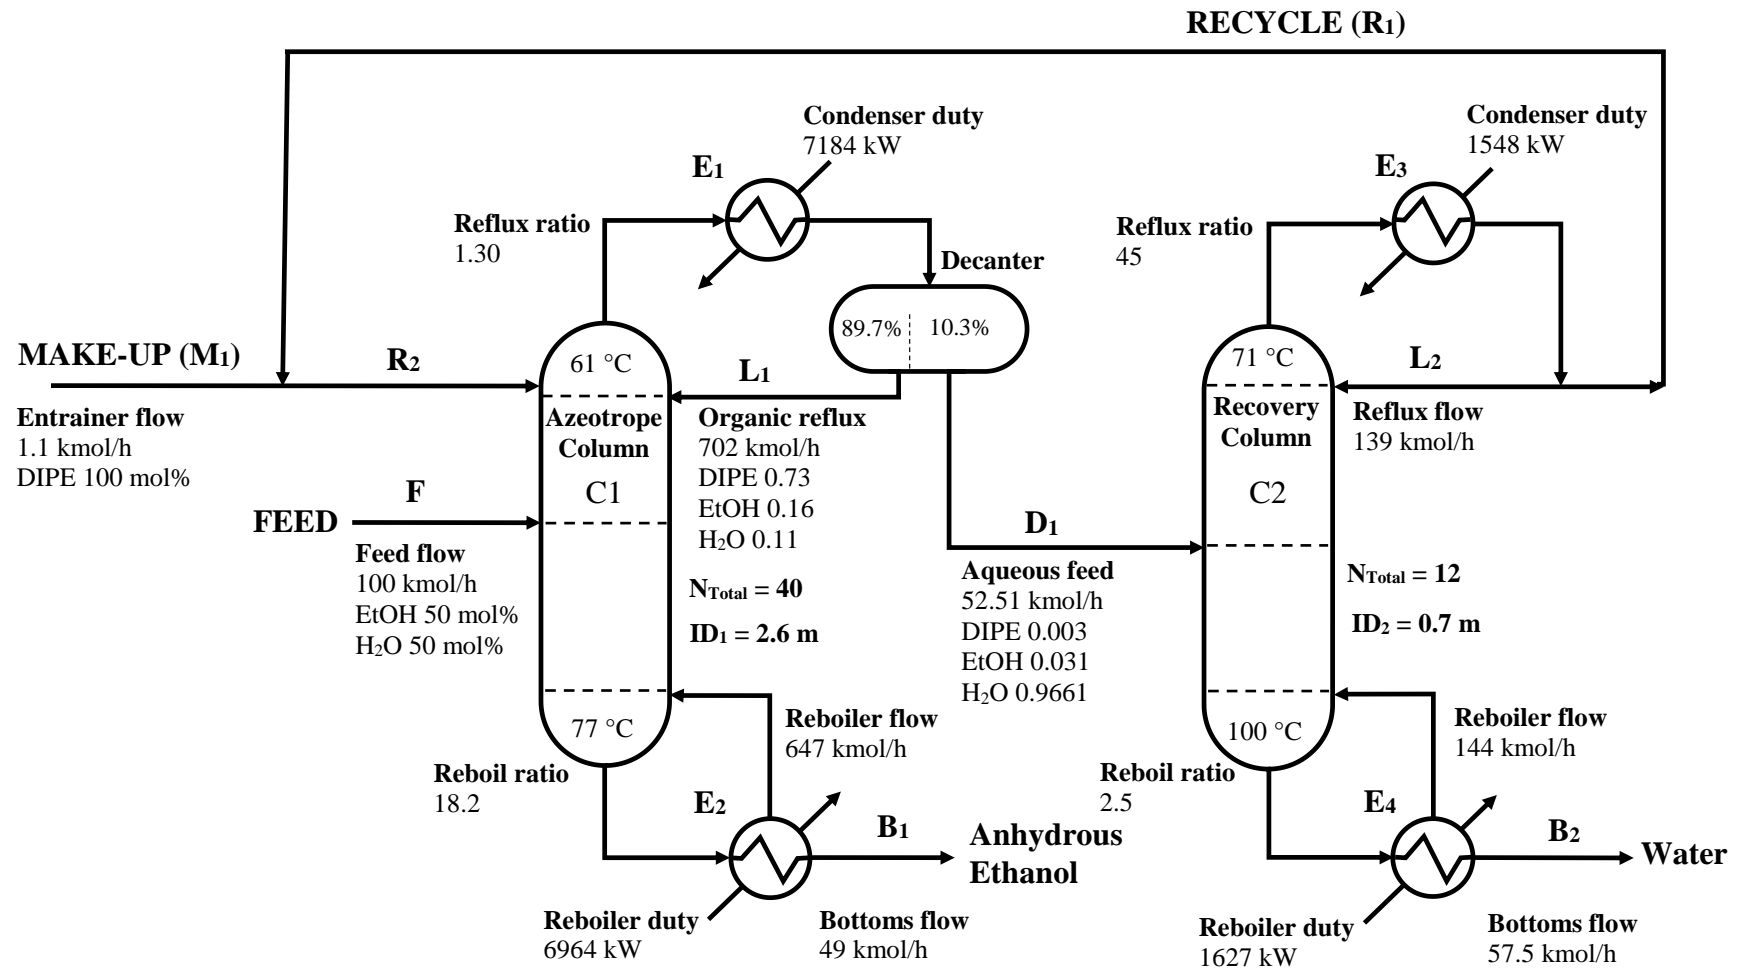 RECYCLE (R₁)
Condenser duty
7184 kW
E₁
Reflux ratio
1.30
Decanter
89.7%
10.3%
Condenser duty
1548 kW
E₃
Reflux ratio
45
MAKE-UP (M₁)
R₂
Entrainer flow
1.1 kmol/h
DIPE 100 mol%
61 °C
Azeotrope
Column
C1
L₁
Organic reflux
702 kmol/h
DIPE 0.73
EtOH 0.16
H₂O 0.11
71 °C
Recovery
Column
C2
L₂
Reflux flow
139 kmol/h
F
FEED
Feed flow
100 kmol/h
EtOH 50 mol%
H₂O 50 mol%
N_Total = 40
ID₁ = 2.6 m
D₁
Aqueous feed
52.51 kmol/h
DIPE 0.003
EtOH 0.031
H₂O 0.9661
N_Total = 12
ID₂ = 0.7 m
77 °C
Reboiler flow
647 kmol/h
Reboil ratio
18.2
E₂
B₁
Anhydrous
Ethanol
Reboiler duty
6964 kW
Bottoms flow
49 kmol/h
100 °C
Reboiler flow
144 kmol/h
Reboil ratio
2.5
E₄
B₂
Water
Reboiler duty
1627 kW
Bottoms flow
57.5 kmol/h